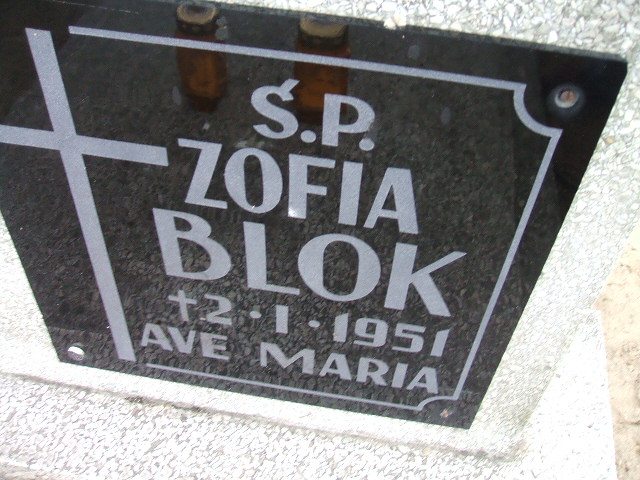 Ś.P.
ZOFIA
BLOK
†2·1·1951
AVE MARIA